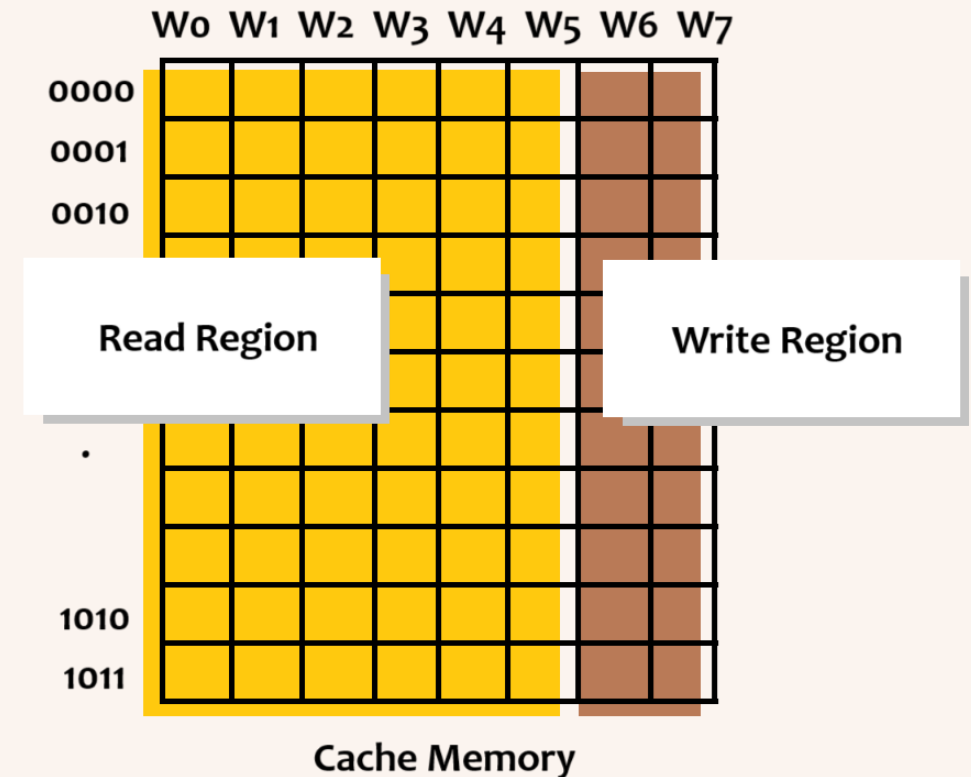 W0 W1 W2 W3 W4 W5 W6 W7
0000
0001
0010
Read Region
Write Region
.
1010
1011
Cache Memory